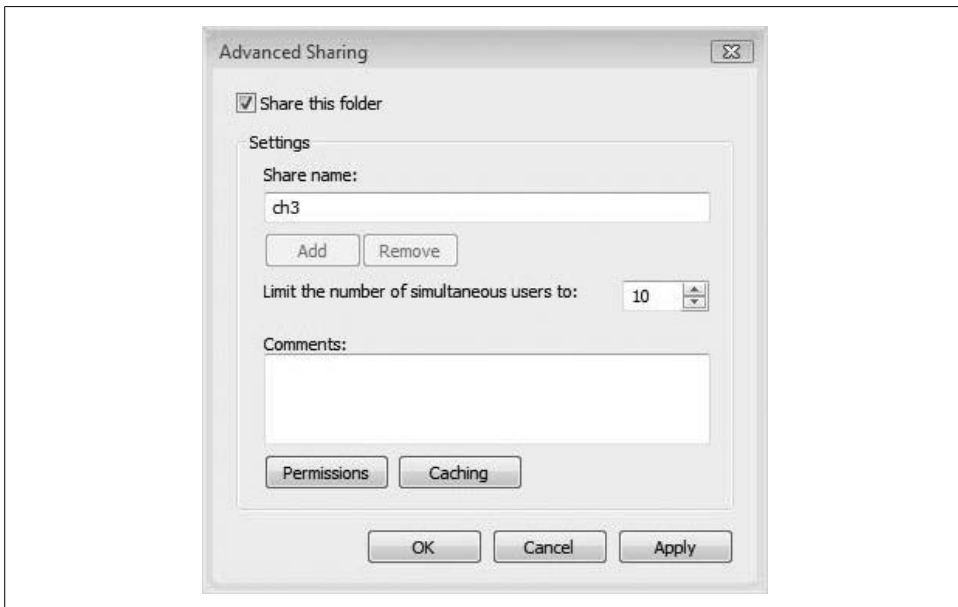 Advanced Sharing
Share this folder
Settings
Share name:
ch3
Add Remove
Limit the number of simultaneous users to: 10
Comments:
Permissions Caching
OK Cancel Apply